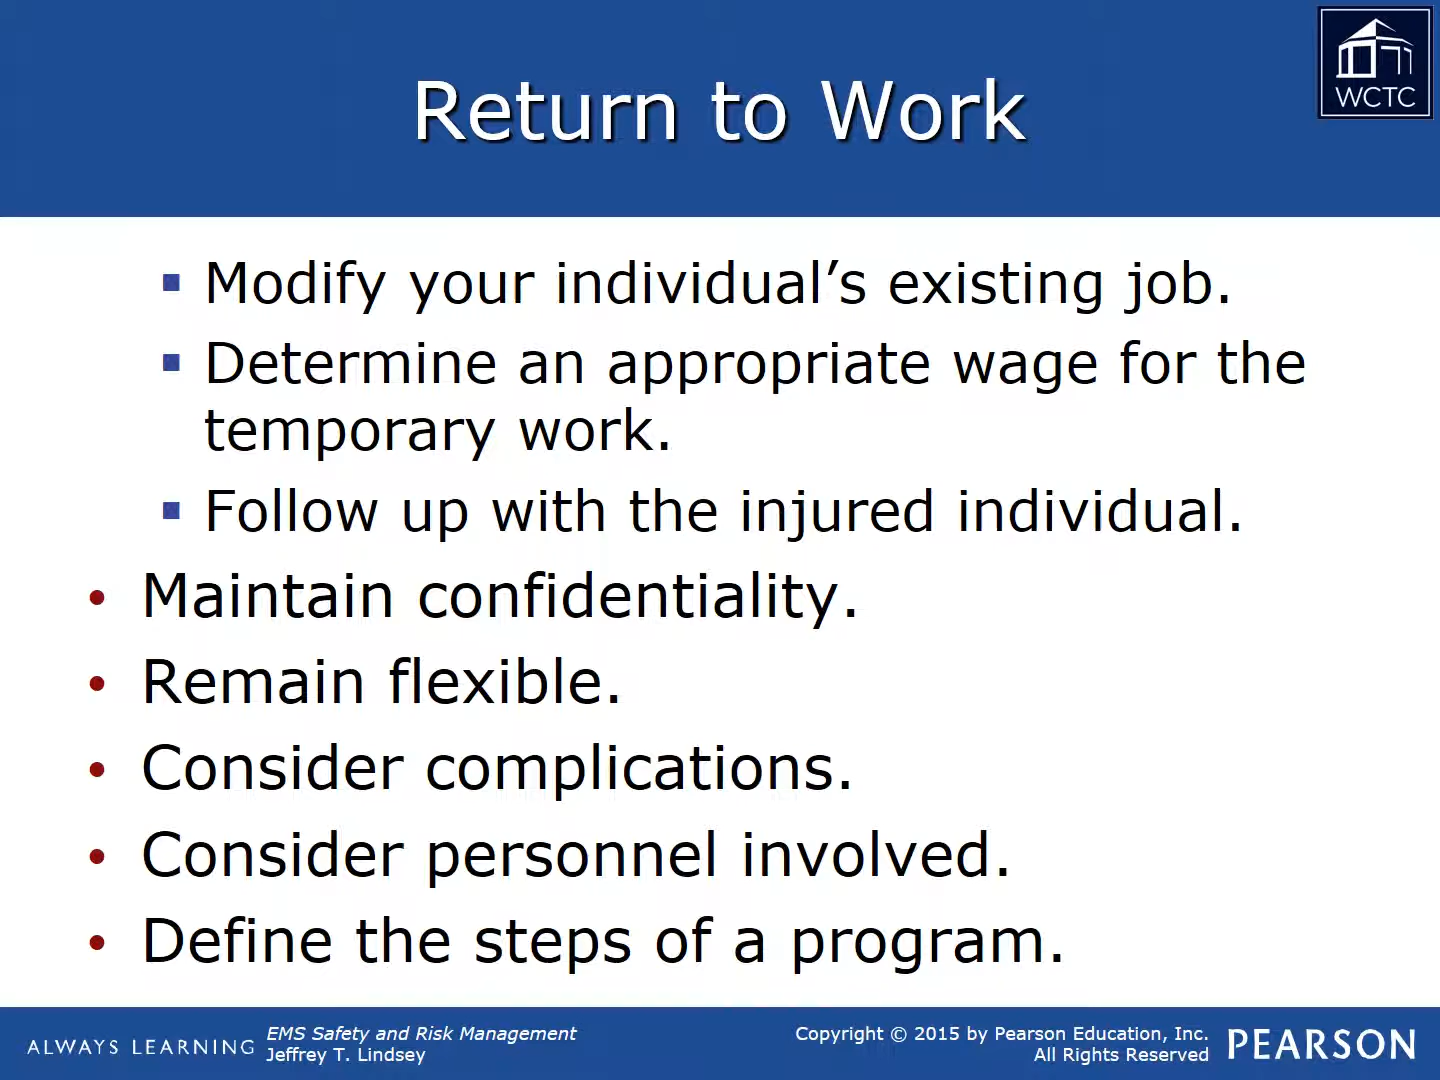 WCTC
Return to Work
Modify your individual’s existing job.
Determine an appropriate wage for the
temporary work.
Follow up with the injured individual.
Maintain confidentiality.
Remain flexible.
Consider complications.
Consider personnel involved.
Define the steps of a program.
ALWAYS LEARNING
EMS Safety and Risk Management
Jeffrey T. Lindsey
Copyright © 2015 by Pearson Education, Inc.
All Rights Reserved
PEARSON